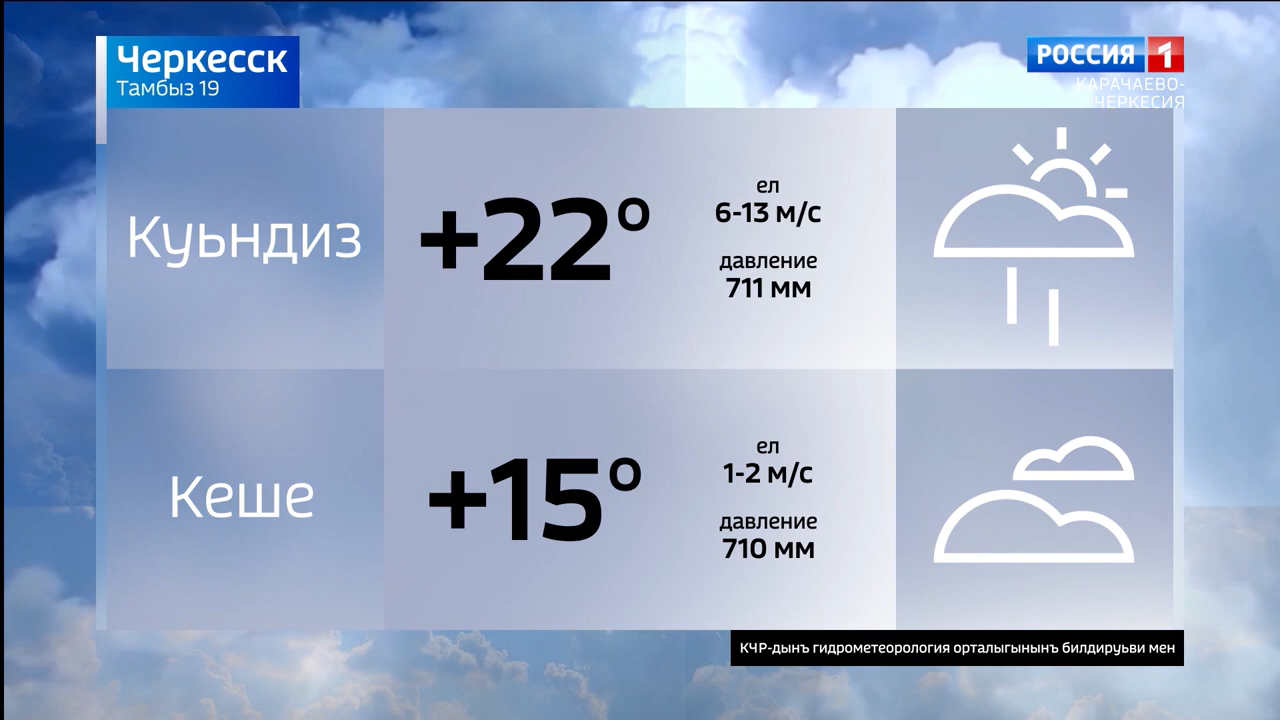 Черкесск
Тамбыз 19
РОССИЯ 1
КАРАЧАЕВО-
ЧЕРКЕСИЯ
Куьндиз
+22°
ел
6-13 м/с
давление
711 мм
Кеше
+15°
ел
1-2 м/с
давление
710 мм
КЧР-дынъ гидрометеорология орталыгынынъ билдируьви мен